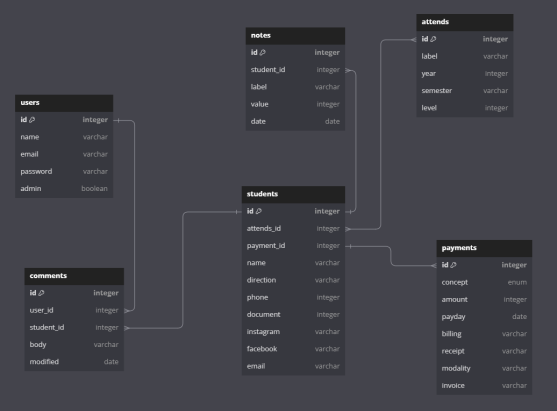 attends
id integer
label varchar
year integer
semester varchar
level integer
notes
id integer
student_id integer
label varchar
value integer
date date
users
id integer
name varchar
email varchar
password varchar
admin boolean
students
id integer
attends_id integer
payment_id integer
name varchar
direction varchar
phone integer
document integer
instagram varchar
facebook varchar
email varchar
payments
id integer
concept enum
amount integer
payday date
billing varchar
receipt varchar
modality varchar
invoice varchar
comments
id integer
user_id integer
student_id integer
body varchar
modified date